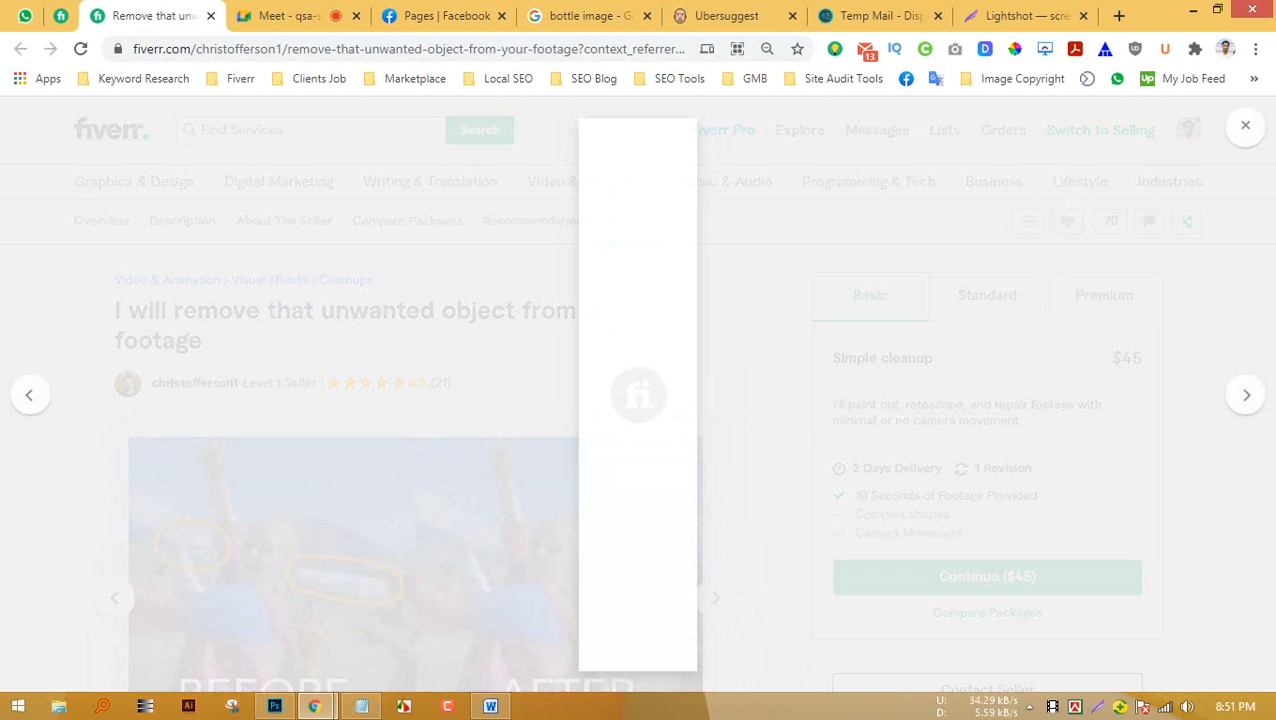 Remove that unw
Meet - qsa-s
Pages | Facebook
bottle image - G
Ubersuggest
Temp Mail - Disp
Lightshot — scre
fiverr.com/christofferson1/remove-that-unwanted-object-from-your-footage?context_referrer...
13
Apps
Keyword Research
Fiverr
Clients Job
Marketplace
Local SEO
SEO Blog
SEO Tools
GMB
Site Audit Tools
Image Copyright
My Job Feed
»
fiverr.
Find Services
Search
Fiverr Pro
Explore
Messages
Lists
Orders
Switch to Selling
Graphics & Design
Digital Marketing
Writing & Translation
Video &
& Audio
Programming & Tech
Business
Lifestyle
Industries
Overview
Description
About The Seller
Compare Packages
Recommendation
70
Video & Animation > Visual Effects > Cleanups
I will remove that unwanted object from
footage
christofferson1 Level 1 Seller | 5.0 (21)
Basic
Standard
Premium
Simple cleanup
$45
I'll paint out, rotoscope, and repair footage with
minimal or no camera movement.
2 Days Delivery
1 Revision
10 Seconds of Footage Provided
Complex shapes
Camera Movement
Continue ($45)
Compare Packages
Contact Seller
BEFORE
AFTER
fi
U: 34.29 kB/s
D: 5.59 kB/s
8:51 PM